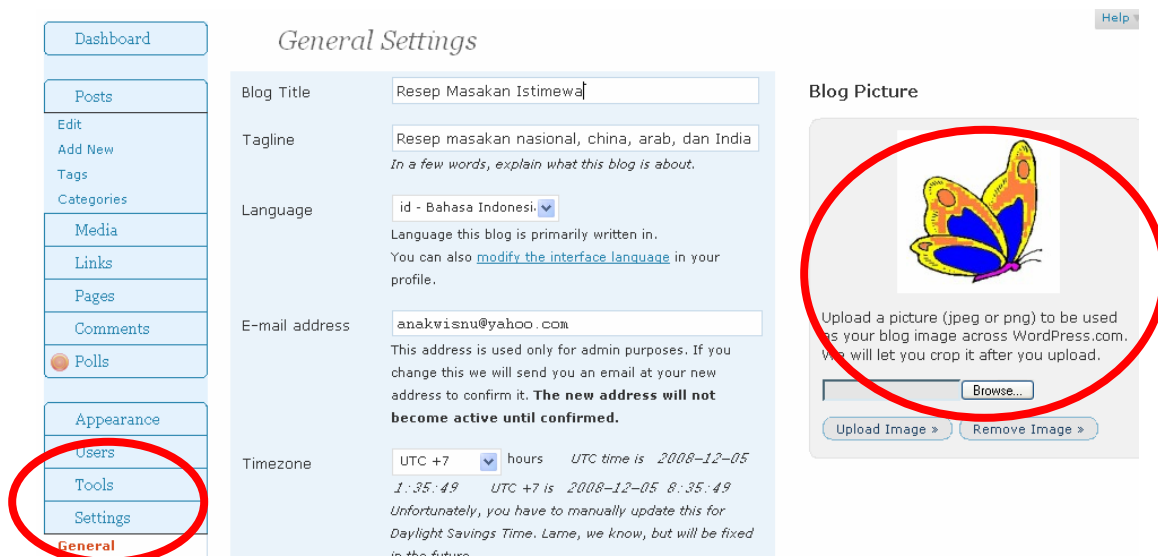 Help
Dashboard
General Settings
Posts
Edit
Add New
Tags
Categories
Media
Links
Pages
Comments
Polls
Appearance
Users
Tools
Settings
General
Blog Title
Resep Masakan Istimewa
Tagline
Resep masakan nasional, china, arab, dan India
In a few words, explain what this blog is about.
Language
id - Bahasa Indonesi
Language this blog is primarily written in.
You can also modify the interface language in your
profile.
E-mail address
anakwisnu@yahoo.com
This address is used only for admin purposes. If you
change this we will send you an email at your new
address to confirm it. The new address will not
become active until confirmed.
Timezone
UTC +7 hours UTC time is 2008-12-05
1:35:49 UTC +7 is 2008-12-05 8:35:49
Unfortunately, you have to manually update this for
Daylight Savings Time. Lame, we know, but will be fixed
in the future
Blog Picture
Upload a picture (jpeg or png) to be used
as your blog image across WordPress.com.
We will let you crop it after you upload.
Browse...
Upload Image »
Remove Image »